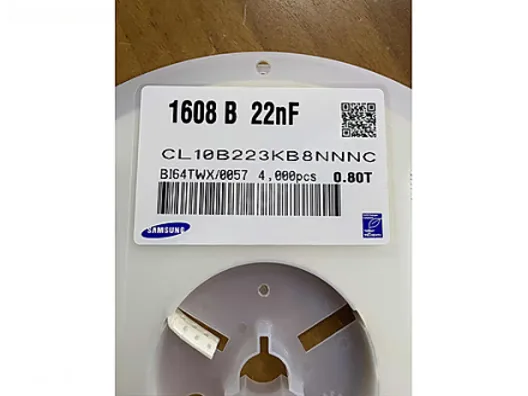 1608 B 22nF
CL10B223KB8NNNC
BI64TWX/0057 4,000pcs 0.80T
SAMSUNG